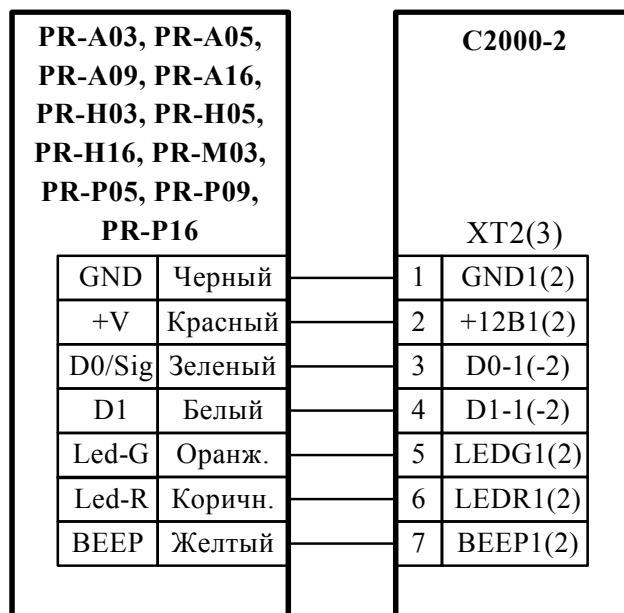 PR-A03, PR-A05,
PR-A09, PR-A16,
PR-H03, PR-H05,
PR-H16, PR-M03,
PR-P05, PR-P09,
PR-P16
C2000-2
XT2(3)
GND Черный 1 GND1(2)
+V Красный 2 +12В1(2)
D0/Sig Зеленый 3 D0-1(-2)
D1 Белый 4 D1-1(-2)
Led-G Оранж. 5 LEDG1(2)
Led-R Коричн. 6 LEDR1(2)
BEEP Желтый 7 BEEP1(2)